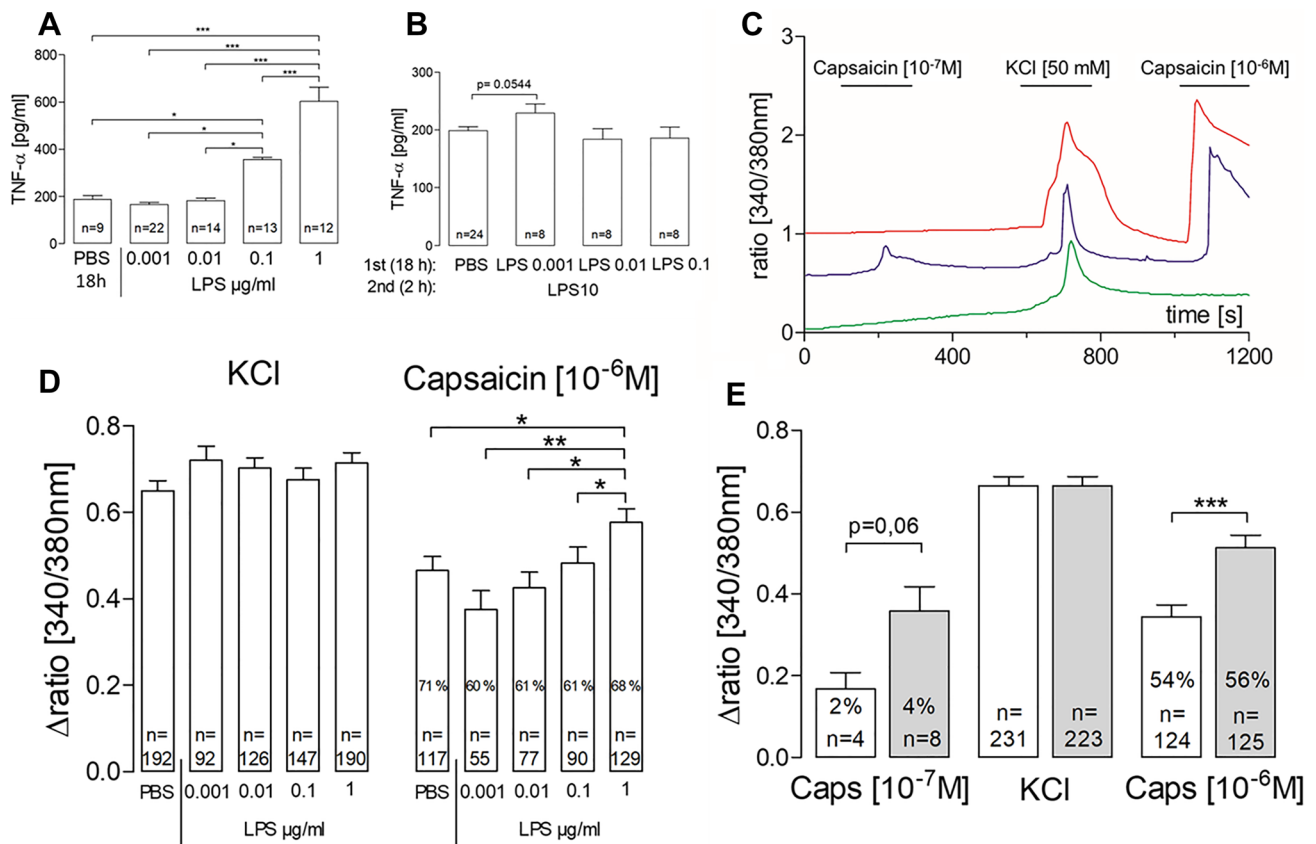 A
***
***
***
***
*
*
*
TNF-α [pg/ml]
800
600
400
200
0
n=9
n=22
n=14
n=13
n=12
PBS
0.001
0.01
0.1
1
18h
LPS µg/ml
B
p= 0.0544
TNF-α [pg/ml]
300
200
100
0
n=24
n=8
n=8
n=8
1st (18 h):
PBS
LPS 0.001
LPS 0.01
LPS 0.1
2nd (2 h):
LPS10
C
Capsaicin [10⁻⁷M]
KCl [50 mM]
Capsaicin [10⁻⁶M]
ratio [340/380nm]
3
2
1
0
time [s]
0
400
800
1200
D
KCl
Capsaicin [10⁻⁶M]
Δratio [340/380nm]
0.8
0.6
0.4
0.2
0.0
*
**
*
*
71 %
60 %
61 %
61 %
68 %
n=
n=
n=
n=
n=
n=
n=
n=
n=
n=
192
92
126
147
190
117
55
77
90
129
PBS
0.001
0.01
0.1
1
PBS
0.001
0.01
0.1
1
LPS µg/ml
LPS µg/ml
E
Δratio [340/380nm]
0.8
0.6
0.4
0.2
0.0
p=0,06
***
2%
4%
54%
56%
n=4
n=8
n=
231
n=
223
n=
124
n=
125
Caps [10⁻⁷M]
KCl
Caps [10⁻⁶M]